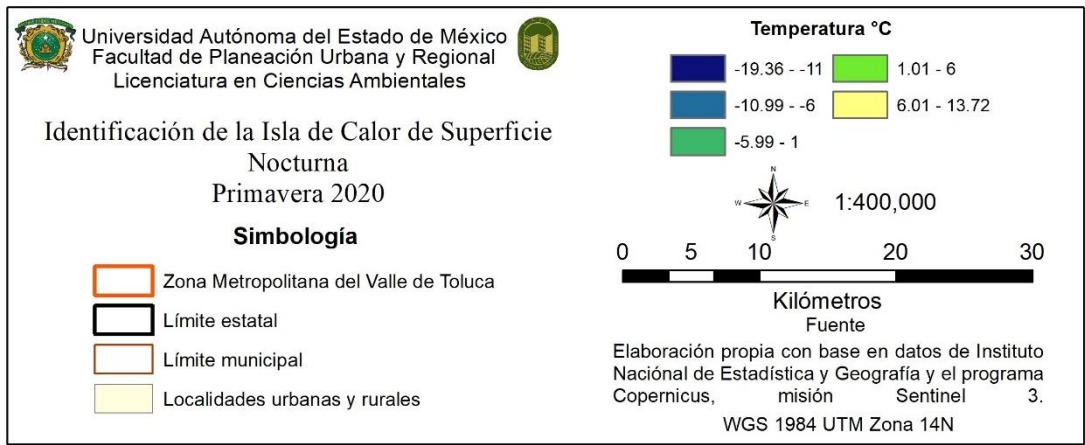 Universidad Autónoma del Estado de México
Facultad de Planeación Urbana y Regional
Licenciatura en Ciencias Ambientales
Identificación de la Isla de Calor de Superficie
Nocturna
Primavera 2020
Simbología
Zona Metropolitana del Valle de Toluca
Límite estatal
Límite municipal
Localidades urbanas y rurales
Temperatura °C
-19.36 - -11
-10.99 - -6
-5.99 - 1
1.01 - 6
6.01 - 13.72
N
W E
S
1:400,000
0 5 10 20 30
Kilómetros
Fuente
Elaboración propia con base en datos de Instituto
Naciónal de Estadística y Geografía y el programa
Copernicus, misión Sentinel 3.
WGS 1984 UTM Zona 14N